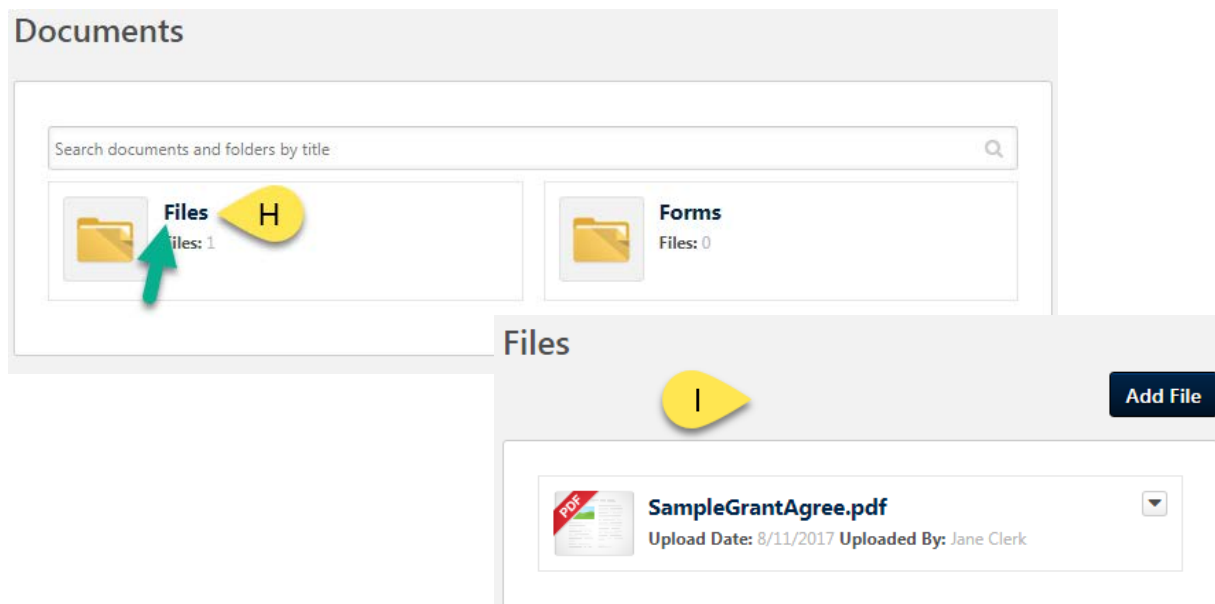 Documents
Search documents and folders by title
Files H
Files: 1
Forms
Files: 0
Files
I
Add File
PDF
SampleGrantAgree.pdf
Upload Date: 8/11/2017 Uploaded By: Jane Clerk